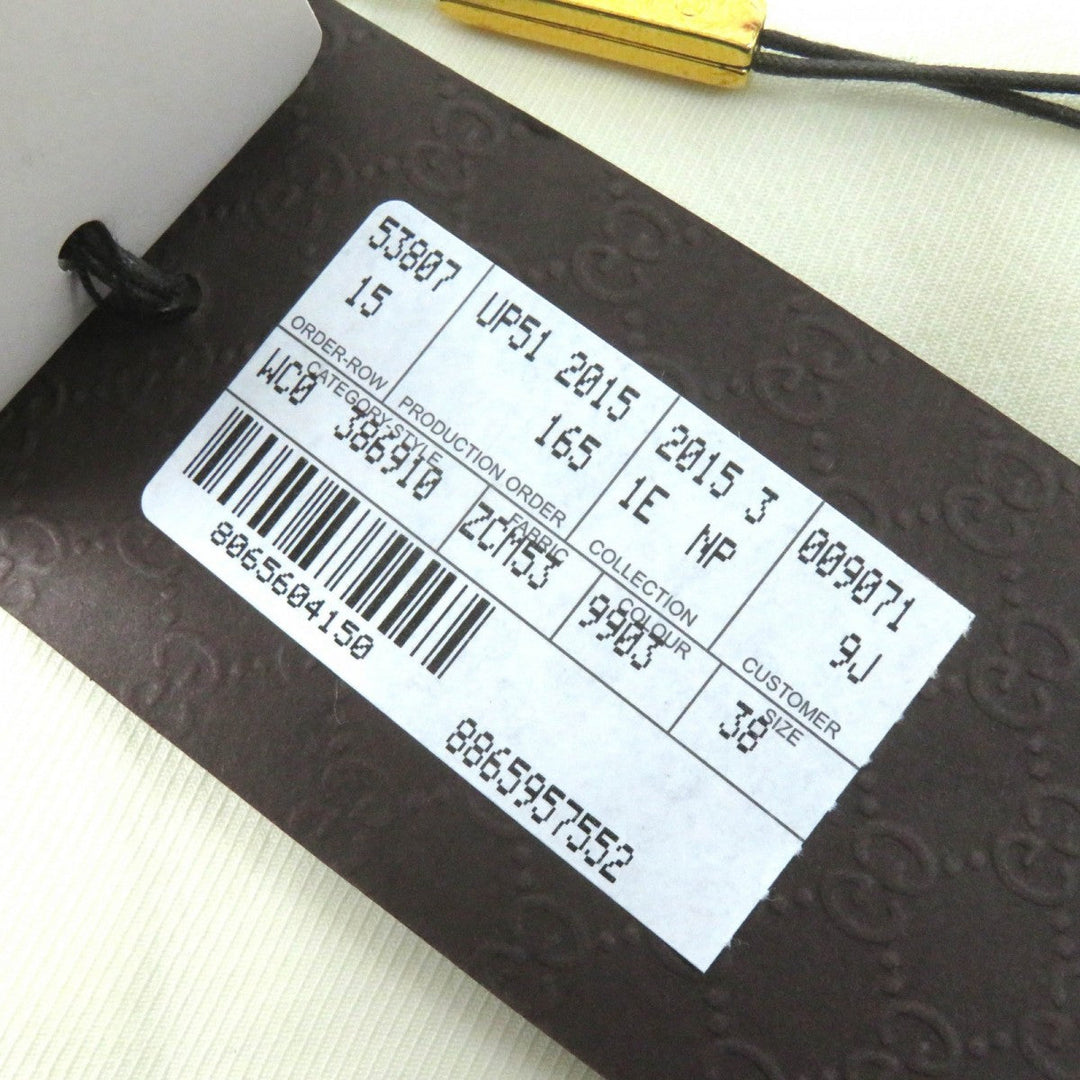 53807 UP51 2015 2015 3 009071
15 165 1E NP 9J
ORDER-ROW PRODUCTION ORDER COLLECTION CUSTOMER
CATEGORY-STYLE FABRIC COLOUR SIZE
WC0 386910 ZCM53 9903 38
8065604150
8865957552